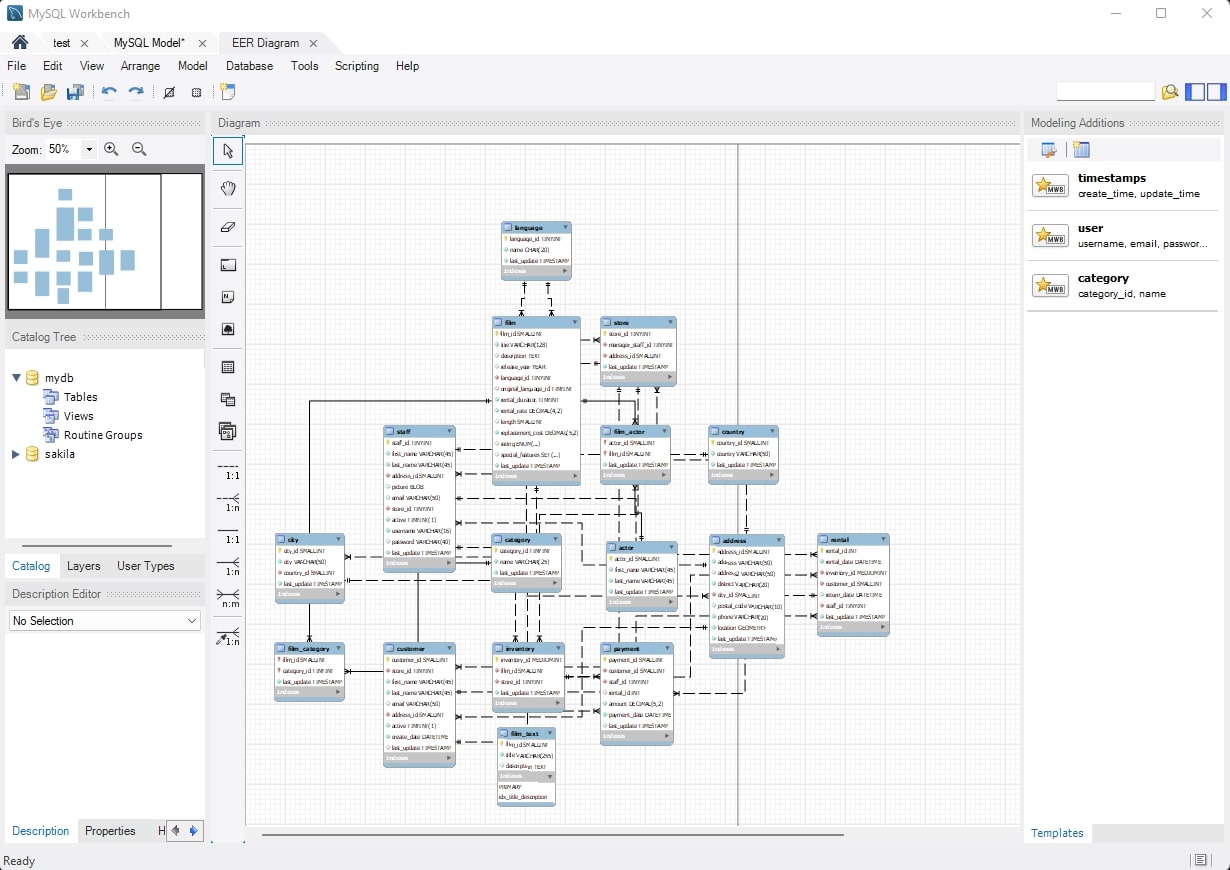 MySQL Workbench
test
MySQL Model*
EER Diagram
File Edit View Arrange Model Database Tools Scripting Help
Bird's Eye
Zoom: 50%
Catalog Tree
mydb
Tables
Views
Routine Groups
sakila
Catalog Layers User Types
Description Editor
No Selection
Description Properties H
Ready
Diagram
1:1
1:n
1:1
1:n
n:m
1:n
language
language_id TINYINT
name CHAR(20)
last_update TIMESTAMP
Indexes
film
film_id SMALLINT
title VARCHAR(128)
description TEXT
release_year YEAR
language_id TINYINT
original_language_id TINYINT
rental_duration TINYINT
rental_rate DECIMAL(4,2)
length SMALLINT
replacement_cost DECIMAL(5,2)
rating ENUM(...)
special_features SET(...)
last_update TIMESTAMP
Indexes
store
store_id TINYINT
manager_staff_id TINYINT
address_id SMALLINT
last_update TIMESTAMP
Indexes
staff
staff_id TINYINT
first_name VARCHAR(45)
last_name VARCHAR(45)
address_id SMALLINT
picture BLOB
email VARCHAR(50)
store_id TINYINT
active TINYINT(1)
username VARCHAR(16)
password VARCHAR(40)
last_update TIMESTAMP
Indexes
film_actor
actor_id SMALLINT
film_id SMALLINT
last_update TIMESTAMP
Indexes
country
country_id SMALLINT
country VARCHAR(50)
last_update TIMESTAMP
Indexes
city
city_id SMALLINT
city VARCHAR(50)
country_id SMALLINT
last_update TIMESTAMP
Indexes
category
category_id TINYINT
name VARCHAR(25)
last_update TIMESTAMP
Indexes
actor
actor_id SMALLINT
first_name VARCHAR(45)
last_name VARCHAR(45)
last_update TIMESTAMP
Indexes
address
address_id SMALLINT
address VARCHAR(50)
address2 VARCHAR(50)
district VARCHAR(20)
city_id SMALLINT
postal_code VARCHAR(10)
phone VARCHAR(20)
location GEOMETRY
last_update TIMESTAMP
Indexes
rental
rental_id INT
rental_date DATETIME
inventory_id MEDIUMINT
customer_id SMALLINT
return_date DATETIME
staff_id TINYINT
last_update TIMESTAMP
Indexes
film_category
film_id SMALLINT
category_id TINYINT
last_update TIMESTAMP
Indexes
customer
customer_id SMALLINT
store_id TINYINT
first_name VARCHAR(45)
last_name VARCHAR(45)
email VARCHAR(50)
address_id SMALLINT
active TINYINT(1)
create_date DATETIME
last_update TIMESTAMP
Indexes
inventory
inventory_id MEDIUMINT
film_id SMALLINT
store_id TINYINT
last_update TIMESTAMP
Indexes
payment
payment_id SMALLINT
customer_id SMALLINT
staff_id TINYINT
rental_id INT
amount DECIMAL(5,2)
payment_date DATETIME
last_update TIMESTAMP
Indexes
film_text
film_id SMALLINT
title VARCHAR(255)
description TEXT
Indexes
PRIMARY
idx_title_description
Modeling Additions
MWB
timestamps
create_time, update_time
MWB
user
username, email, passwor...
MWB
category
category_id, name
Templates